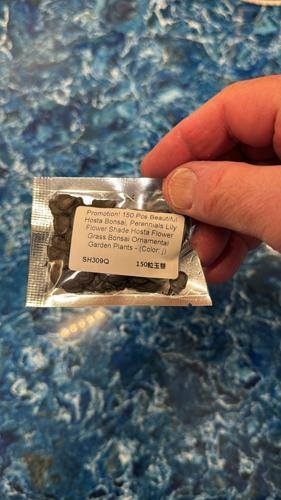 Promotion! 150 Pcs Beautiful
Hosta Bonsai, Perennials Lily
Flower Shade Hosta Flower
Grass Bonsai Ornamental
Garden Plants - (Color: j)
SH309Q 150粒玉簪